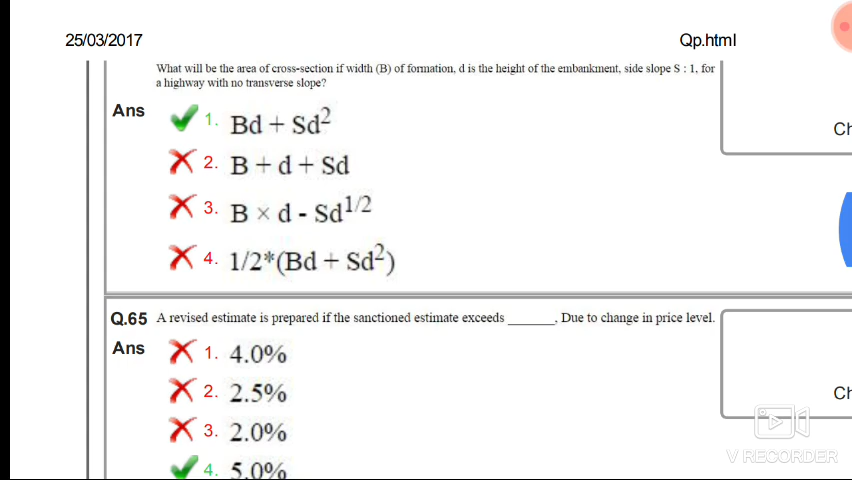 25/03/2017 Qp.html
What will be the area of cross-section if width (B) of formation, d is the height of the embankment, side slope S : 1, for
a highway with no transverse slope?
Ans
1. Bd + Sd²
2. B + d + Sd
3. B × d - Sd^1/2
4. 1/2*(Bd + Sd²)
Ch
Q.65 A revised estimate is prepared if the sanctioned estimate exceeds ______. Due to change in price level.
Ans
1. 4.0%
2. 2.5%
3. 2.0%
4. 5.0%
Ch
V RECORDER